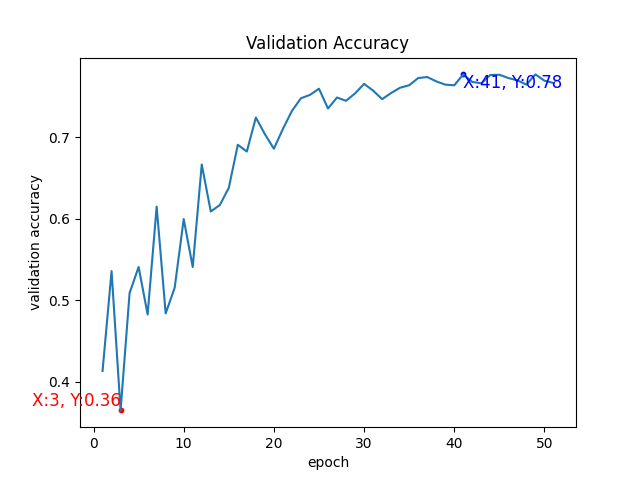 Validation Accuracy
validation accuracy
0.7
0.6
0.5
0.4
X:41, Y:0.78
X:3, Y:0.36
0
10
20
30
40
50
epoch